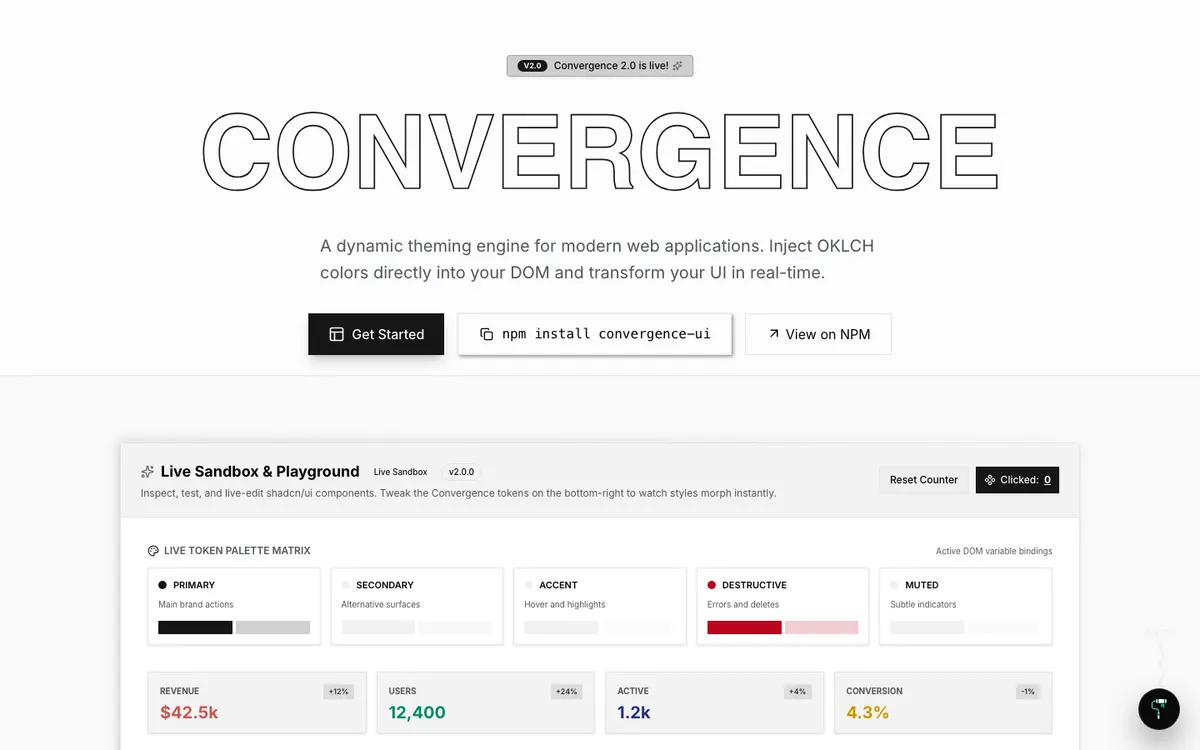 V2.0 Convergence 2.0 is live!
CONVERGENCE
A dynamic theming engine for modern web applications. Inject OKLCH
colors directly into your DOM and transform your UI in real-time.
Get Started
npm install convergence-ui
View on NPM
Live Sandbox & Playground Live Sandbox v2.0.0
Inspect, test, and live-edit shadcn/ui components. Tweak the Convergence tokens on the bottom-right to watch styles morph instantly.
Reset Counter
Clicked: 0
LIVE TOKEN PALETTE MATRIX
Active DOM variable bindings
PRIMARY
Main brand actions
SECONDARY
Alternative surfaces
ACCENT
Hover and highlights
DESTRUCTIVE
Errors and deletes
MUTED
Subtle indicators
REVENUE +12%
$42.5k
USERS +24%
12,400
ACTIVE +4%
1.2k
CONVERSION -1%
4.3%